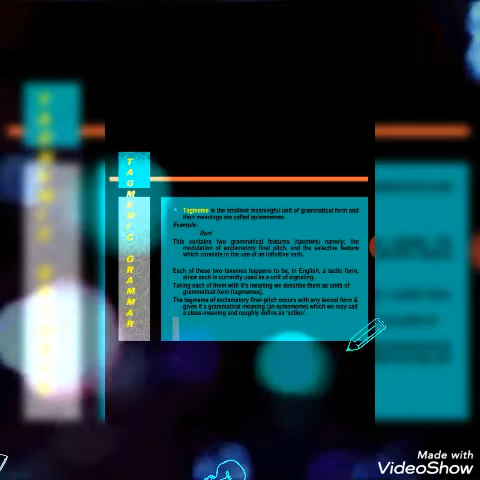 TAGMEMIC GRAMMAR
Tagmeme is the smallest meaningful unit of grammatical form and
their meanings we called episememes.
Example:
Run!
This contains two grammatical features (taxemes) namely; the
modulation of exclamatory final pitch, and the selective feature
which consists in the use of an infinitive verb.
Each of these two taxemes happens to be, in English, a tactic form,
since each is currently used as a unit of signaling.
Taking each of them with it's meaning we describe them as units of
grammatical form (tagmemes).
The tagmeme of exclamatory final-pitch occurs with any lexical form &
gives it a grammatical meaning (an episememe) which we may call
a class-meaning and roughly define as 'action'.
Made with
VideoShow